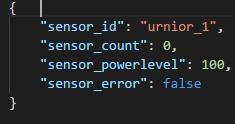 {
"sensor_id": "urnior_1",
"sensor_count": 0,
"sensor_powerlevel": 100,
"sensor_error": false
}